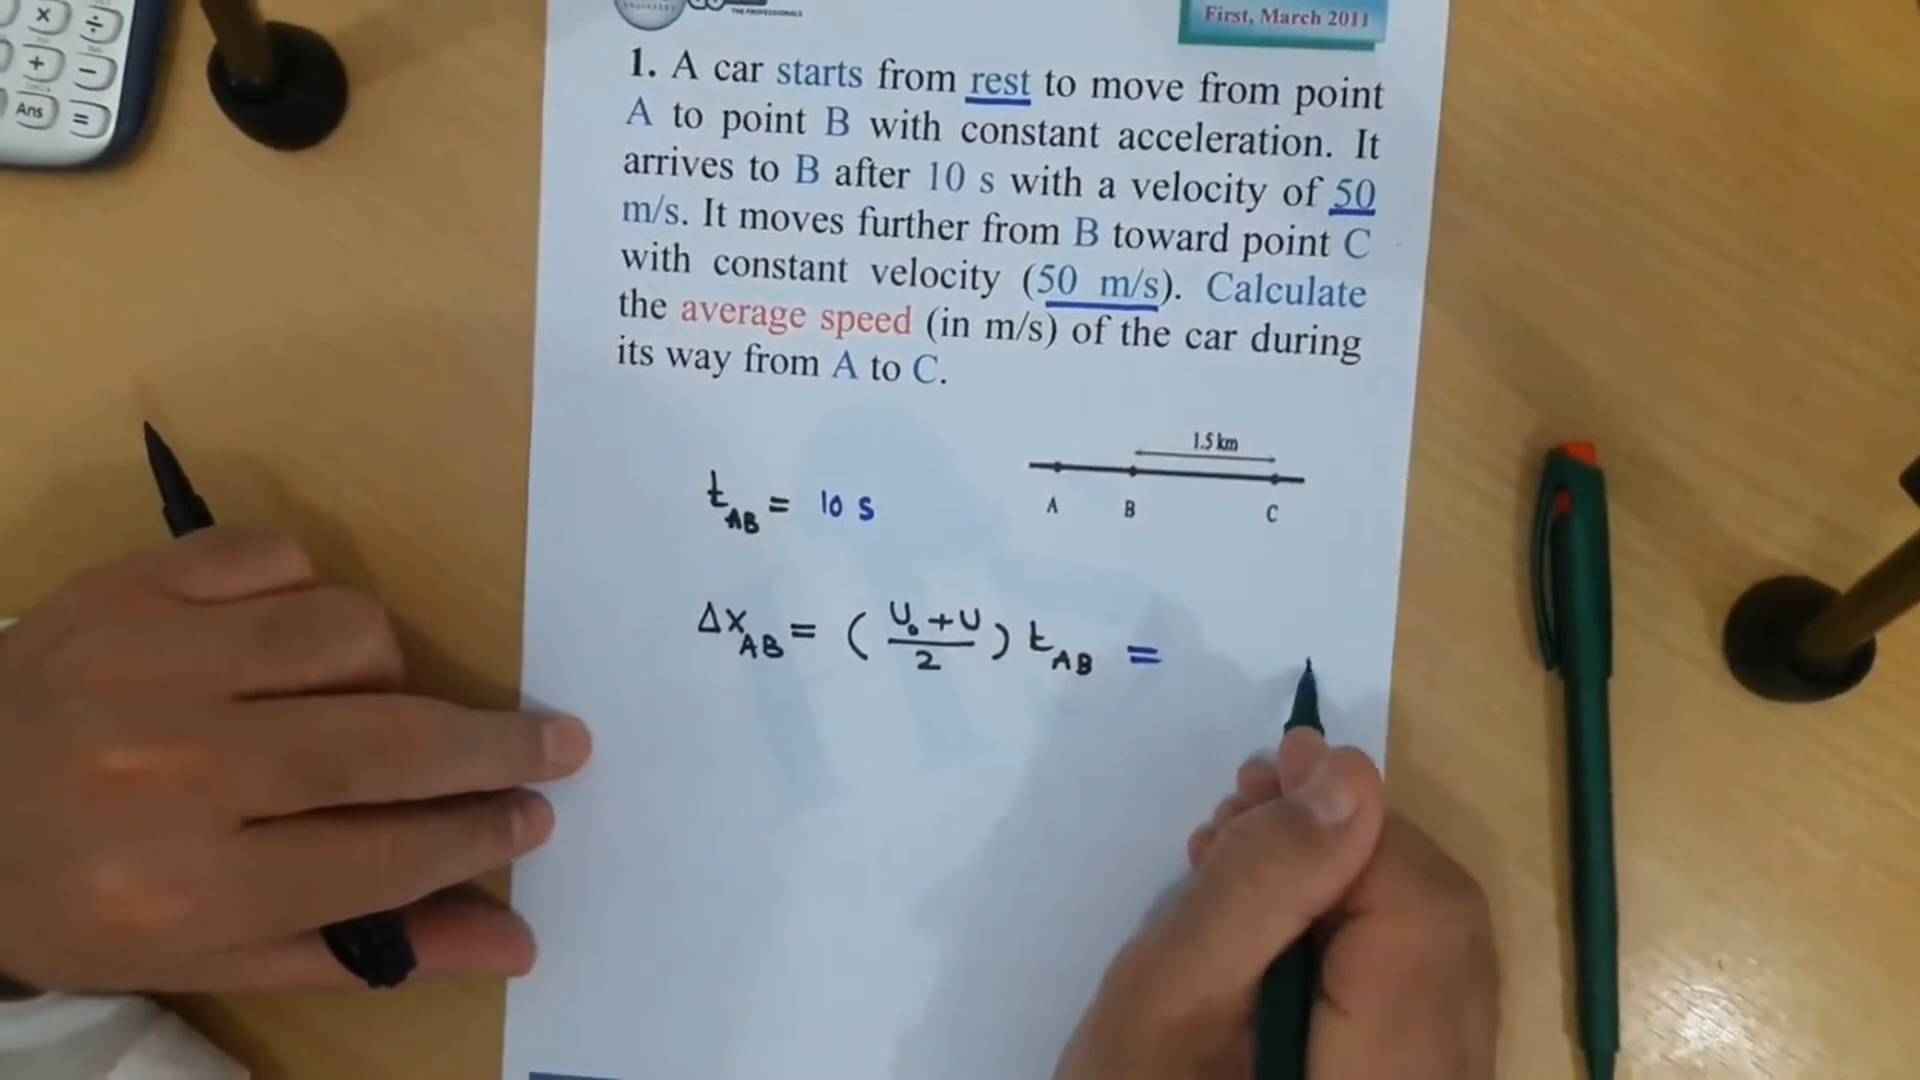 × ÷
+ −
Ans =
THE PROFESSIONALS
First, March 2011
1. A car starts from rest to move from point
A to point B with constant acceleration. It
arrives to B after 10 s with a velocity of 50
m/s. It moves further from B toward point C
with constant velocity (50 m/s). Calculate
the average speed (in m/s) of the car during
its way from A to C.
1.5 km
A B C
t_AB = 10 s
Δx_AB = (υ₀+υ/2) t_AB =